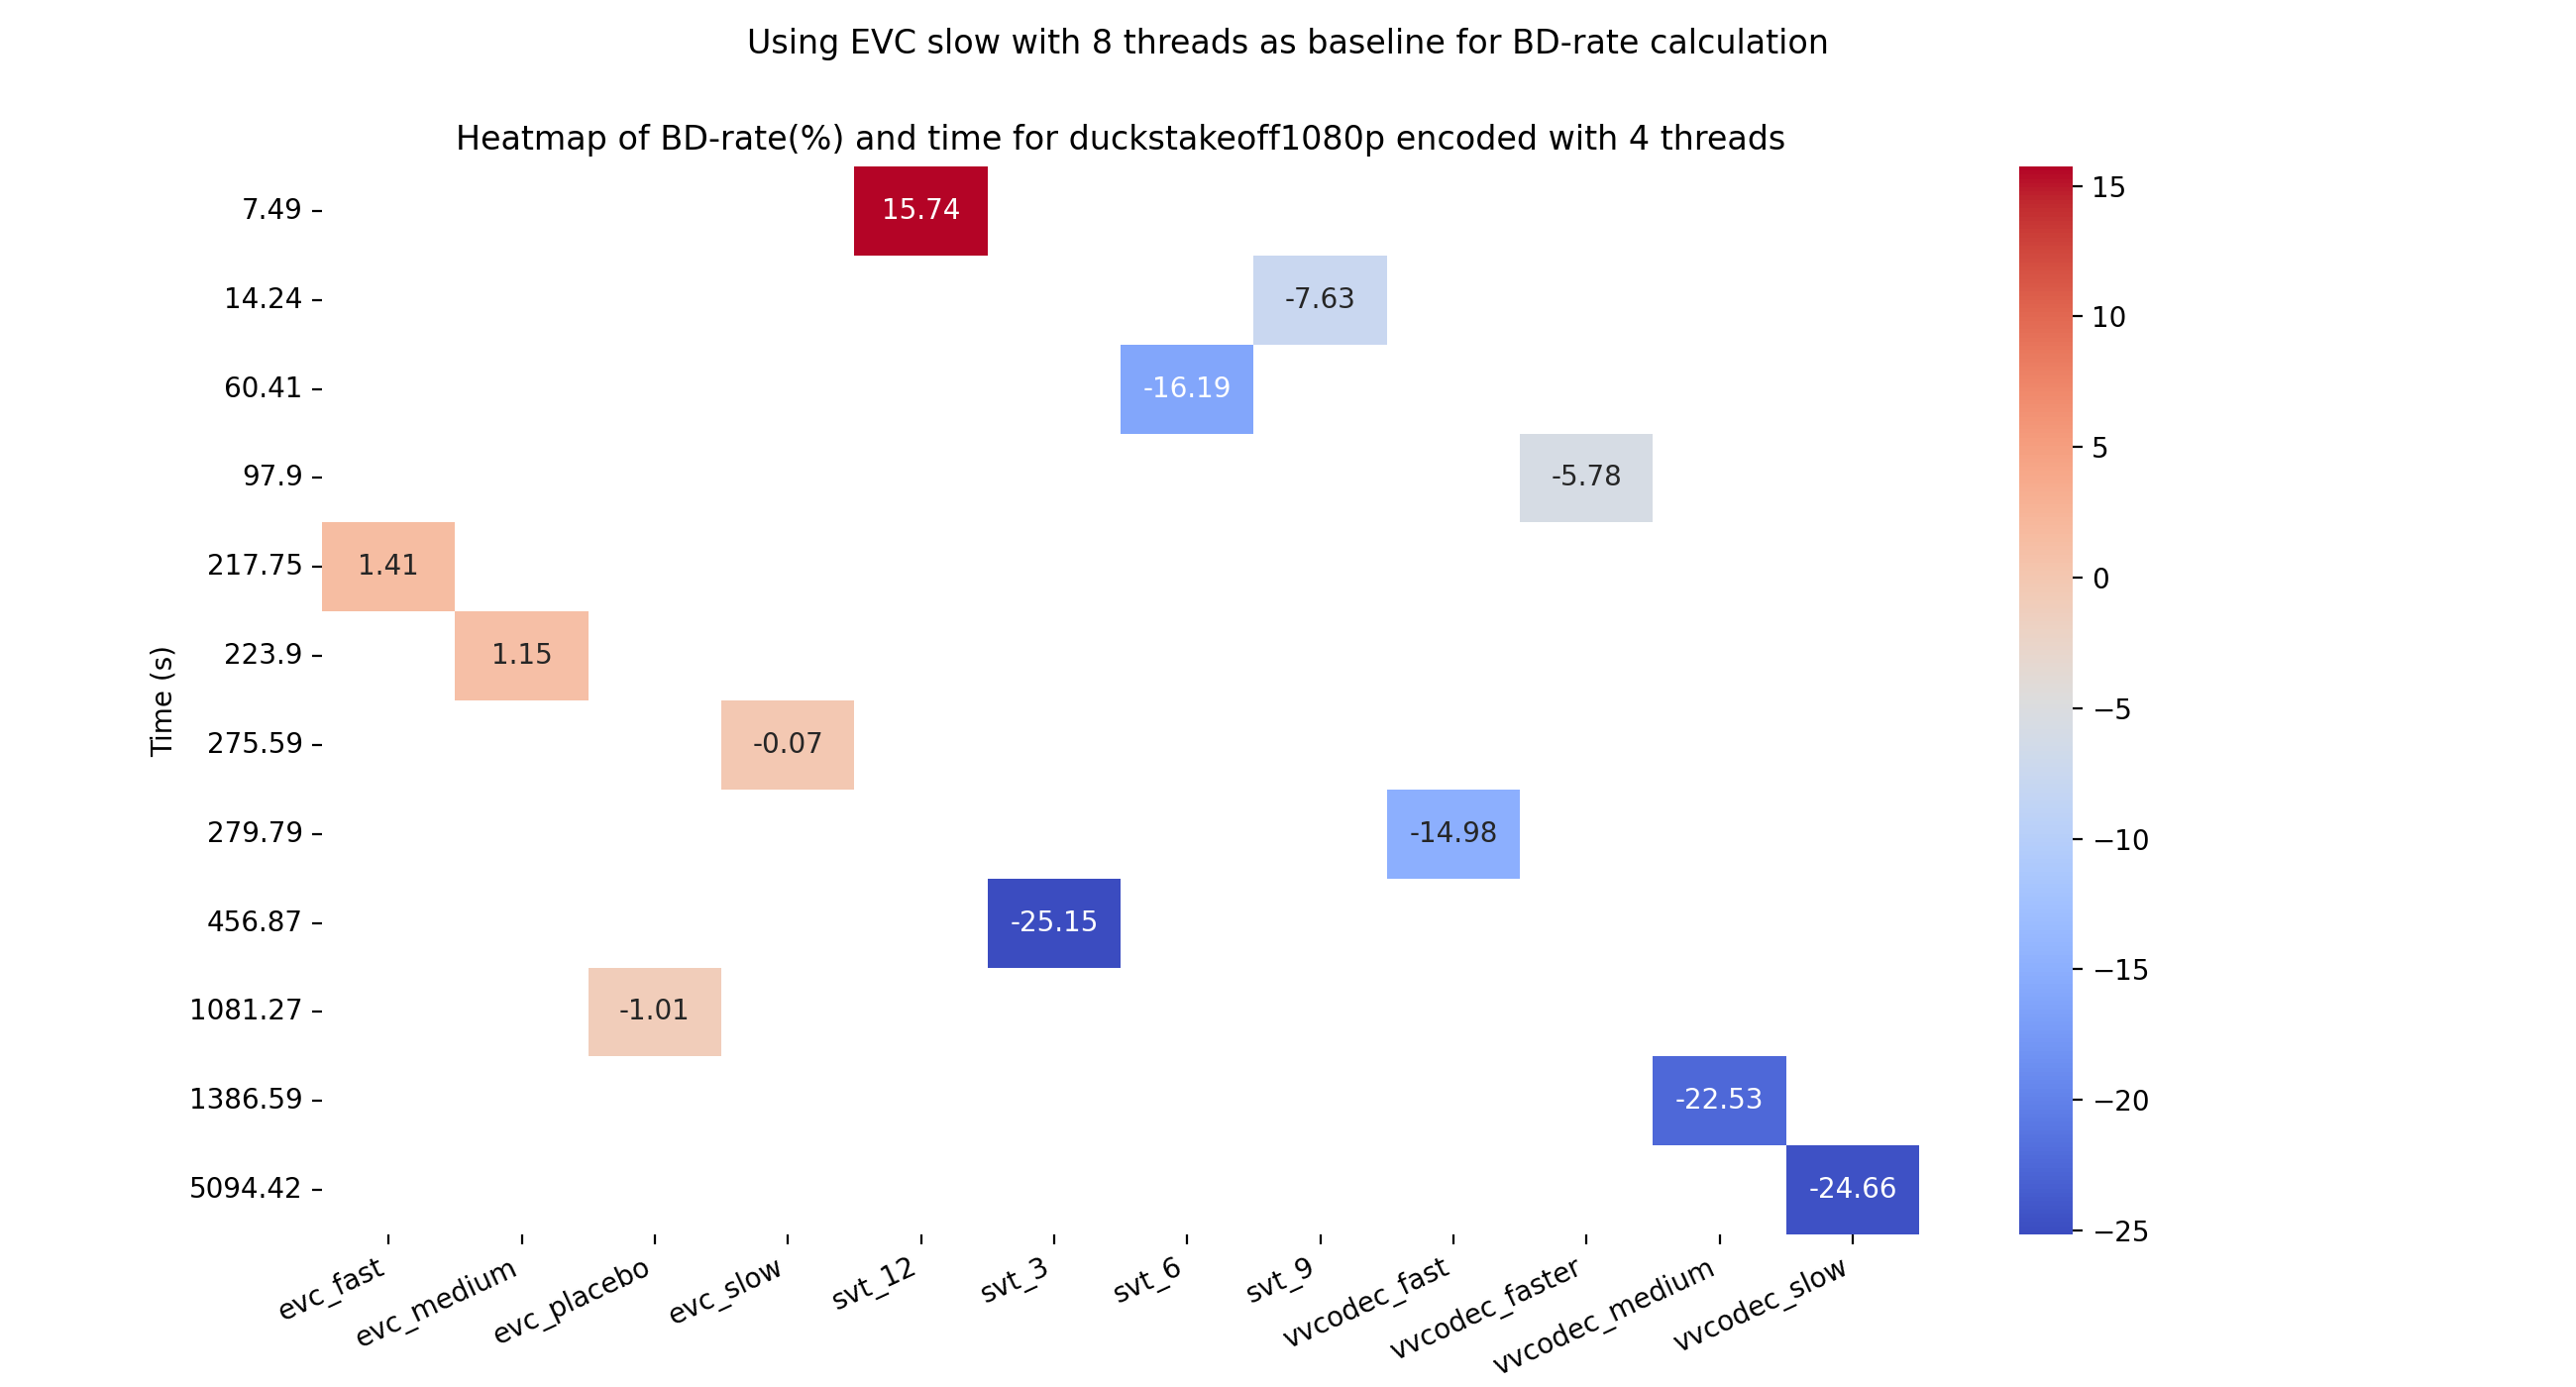 Using EVC slow with 8 threads as baseline for BD-rate calculation
Heatmap of BD-rate(%) and time for duckstakeoff1080p encoded with 4 threads
Time (s)
7.49
14.24
60.41
97.9
217.75
223.9
275.59
279.79
456.87
1081.27
1386.59
5094.42
15.74
-7.63
-16.19
-5.78
1.41
1.15
-0.07
-14.98
-25.15
-1.01
-22.53
-24.66
evc_fast
evc_medium
evc_placebo
evc_slow
svt_12
svt_3
svt_6
svt_9
vvcodec_fast
vvcodec_faster
vvcodec_medium
vvcodec_slow
15
10
5
0
−5
−10
−15
−20
−25